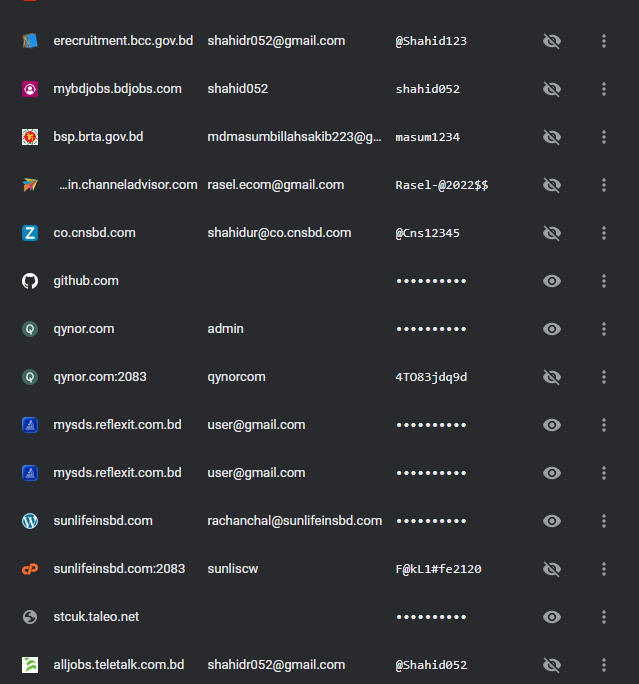 erecruitment.bcc.gov.bd shahidr052@gmail.com @Shahid123
mybdjobs.bdjobs.com shahid052 shahid052
bsp.brta.gov.bd mdmasumbillahsakib223@g... masum1234
...in.channeladvisor.com rasel.ecom@gmail.com Rasel-@2022$$
co.cnsbd.com shahidur@co.cnsbd.com @Cns12345
github.com ••••••••••
qynor.com admin ••••••••••
qynor.com:2083 qynorcom 4TO83jdq9d
mysds.reflexit.com.bd user@gmail.com ••••••••••
mysds.reflexit.com.bd user@gmail.com ••••••••••
sunlifeinsbd.com rachanchal@sunlifeinsbd.com ••••••••••
sunlifeinsbd.com:2083 sunliscw F@kL1#fe2120
stcuk.taleo.net ••••••••••
alljobs.teletalk.com.bd shahidr052@gmail.com @Shahid052